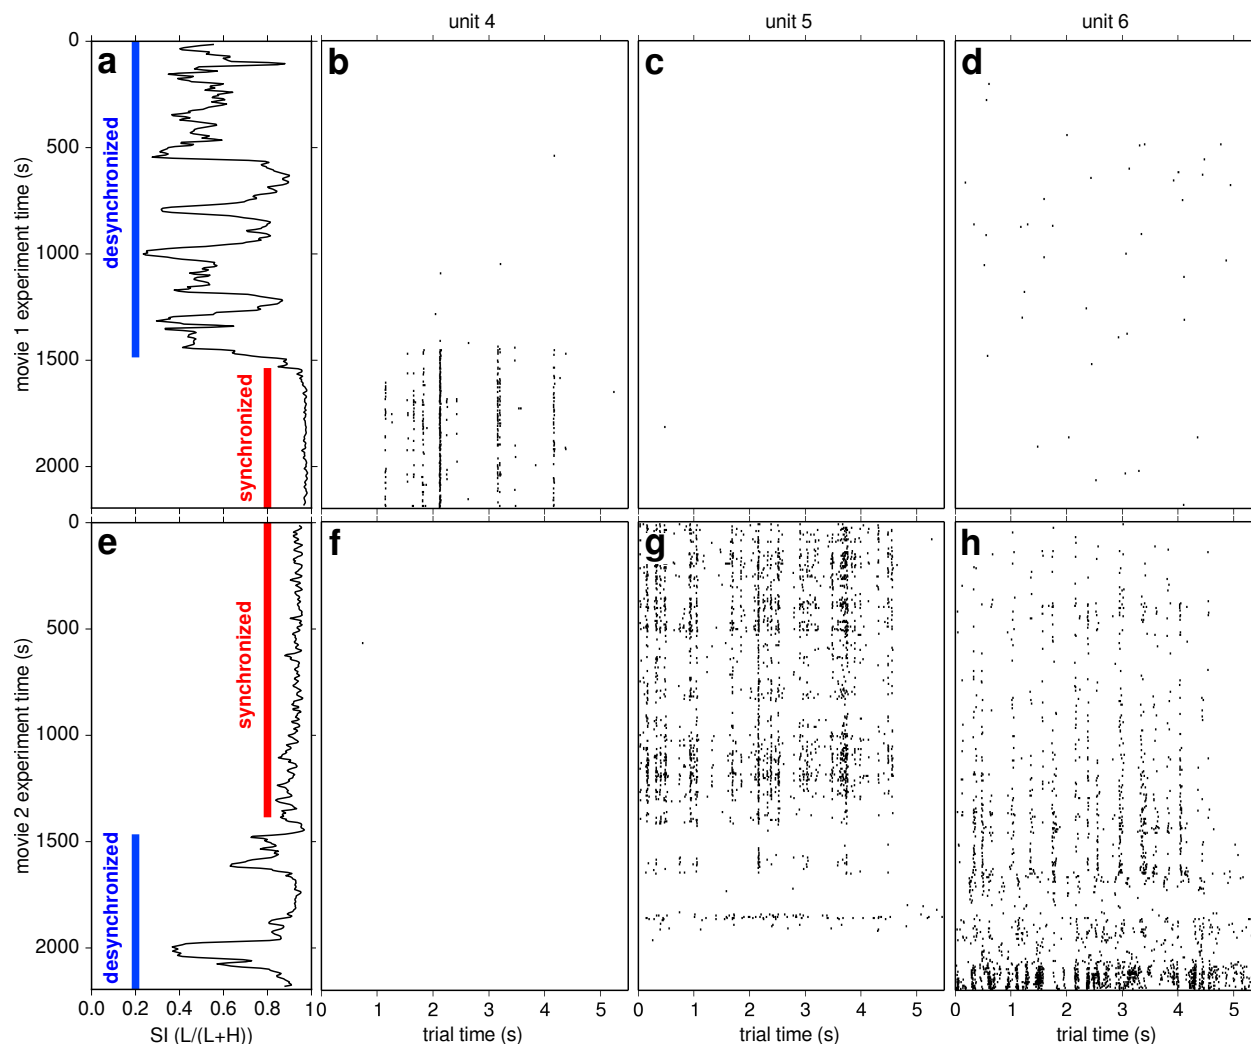 unit 4 unit 5 unit 6
a b c d
0
500
1000
1500
2000
movie 1 experiment time (s)
desynchronized
synchronized
e f g h
0
500
1000
1500
2000
movie 2 experiment time (s)
synchronized
desynchronized
0.0 0.2 0.4 0.6 0.8 1 0 1 2 3 4 5 0 1 2 3 4 5 0 1 2 3 4 5
SI (L/(L+H)) trial time (s) trial time (s) trial time (s)